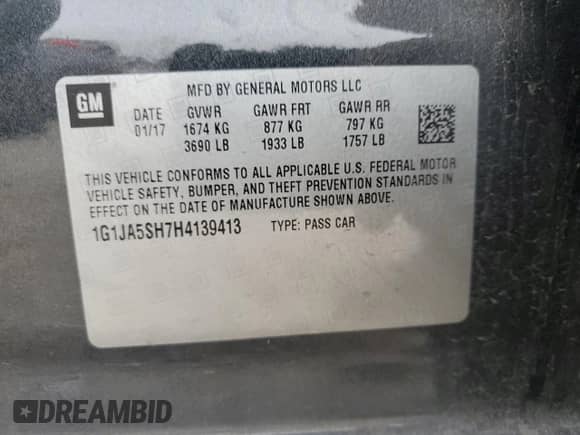 GM
MFD BY GENERAL MOTORS LLC
DATE GVWR GAWR FRT GAWR RR
01/17 1674 KG 877 KG 797 KG
3690 LB 1933 LB 1757 LB
THIS VEHICLE CONFORMS TO ALL APPLICABLE U.S. FEDERAL MOTOR
VEHICLE SAFETY, BUMPER, AND THEFT PREVENTION STANDARDS IN
EFFECT ON THE DATE OF MANUFACTURE SHOWN ABOVE.
1G1JA5SH7H4139413 TYPE: PASS CAR
DREAMBID